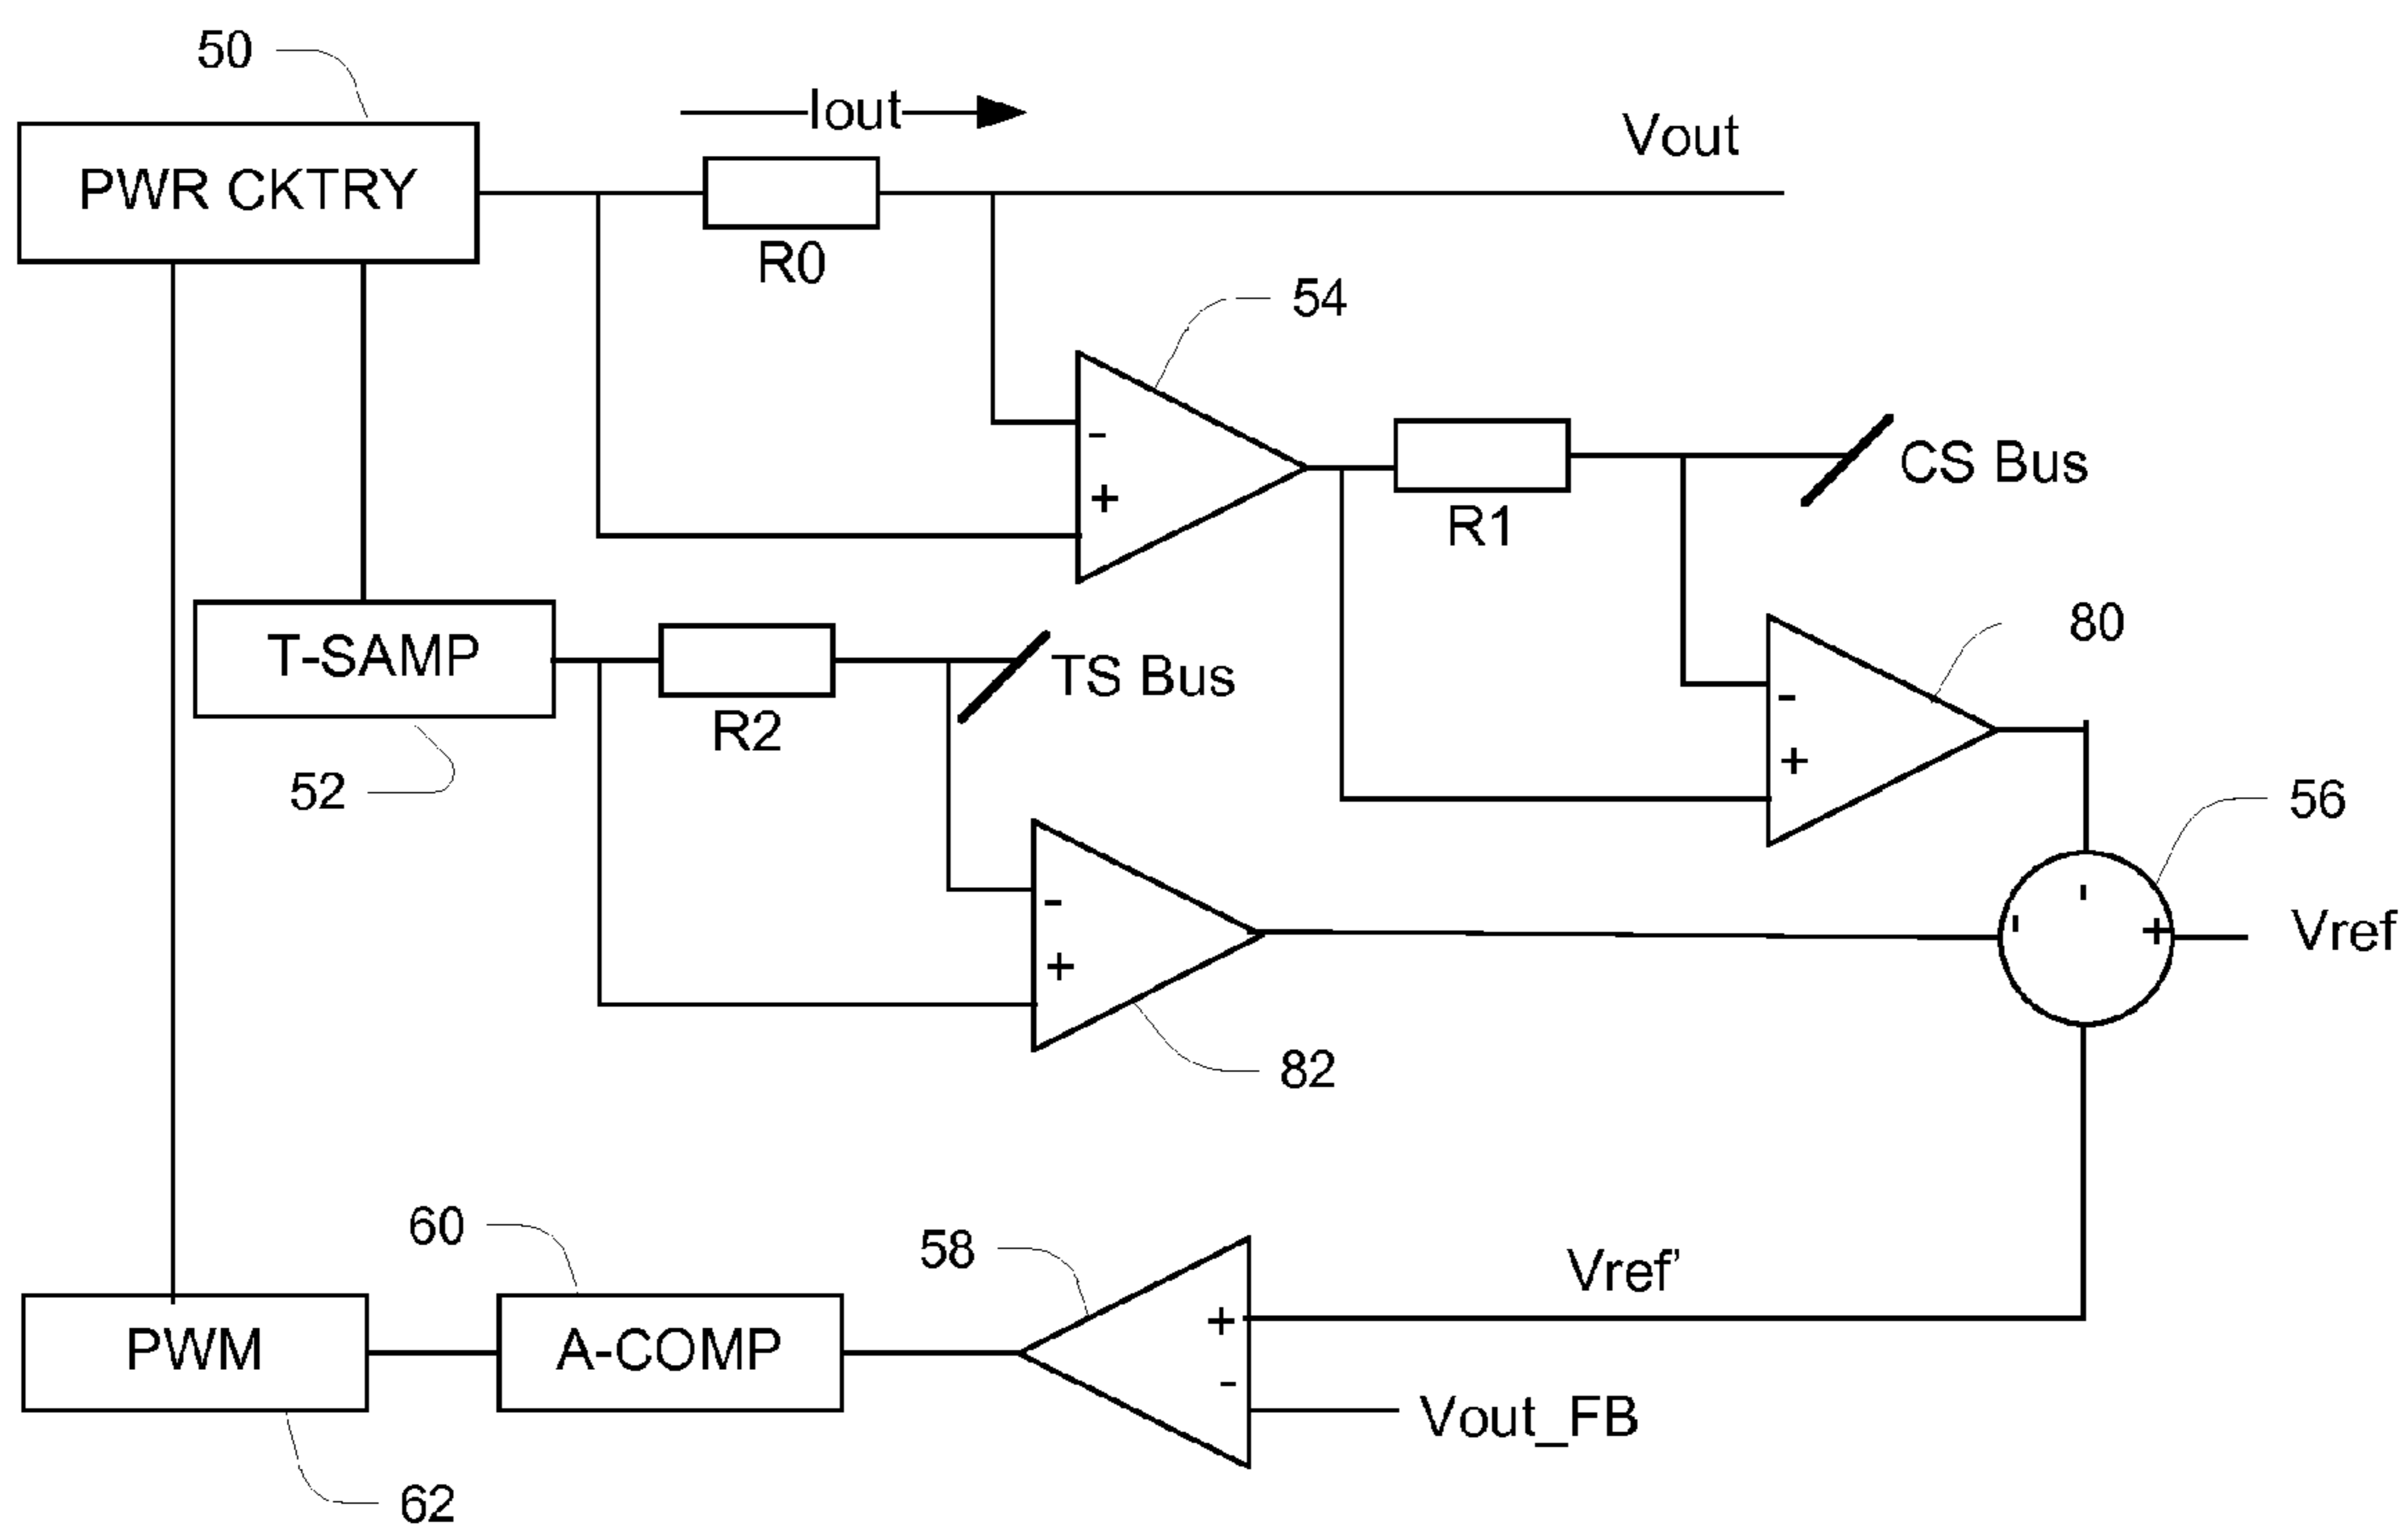 50
Iout
Vout
PWR CKTRY
R0
54
-
+
CS Bus
R1
80
T-SAMP
TS Bus
R2
-
+
52
56
-
+
82
-
-
+
Vref
60
58
Vref'
PWM
A-COMP
+
-
Vout_FB
62